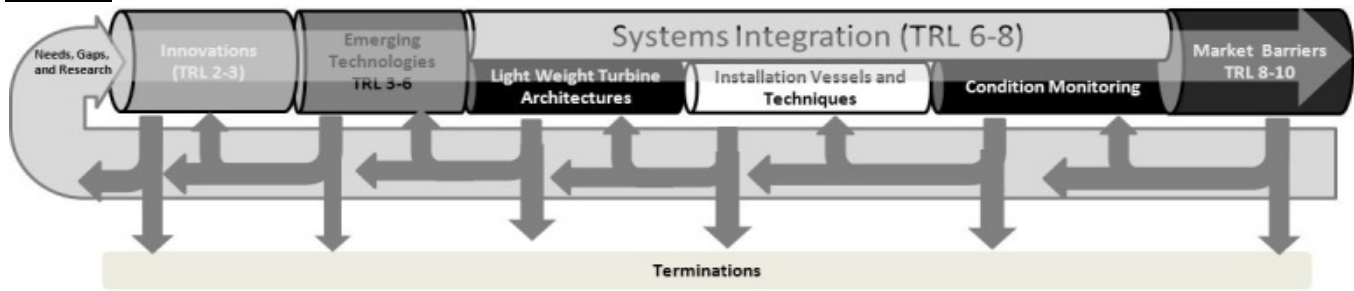 Needs, Gaps,
and Research
Innovations
(TRL 2-3)
Emerging
Technologies
TRL 3-6
Systems Integration (TRL 6-8)
Light Weight Turbine
Architectures
Installation Vessels and
Techniques
Condition Monitoring
Market Barriers
TRL 8-10
Terminations